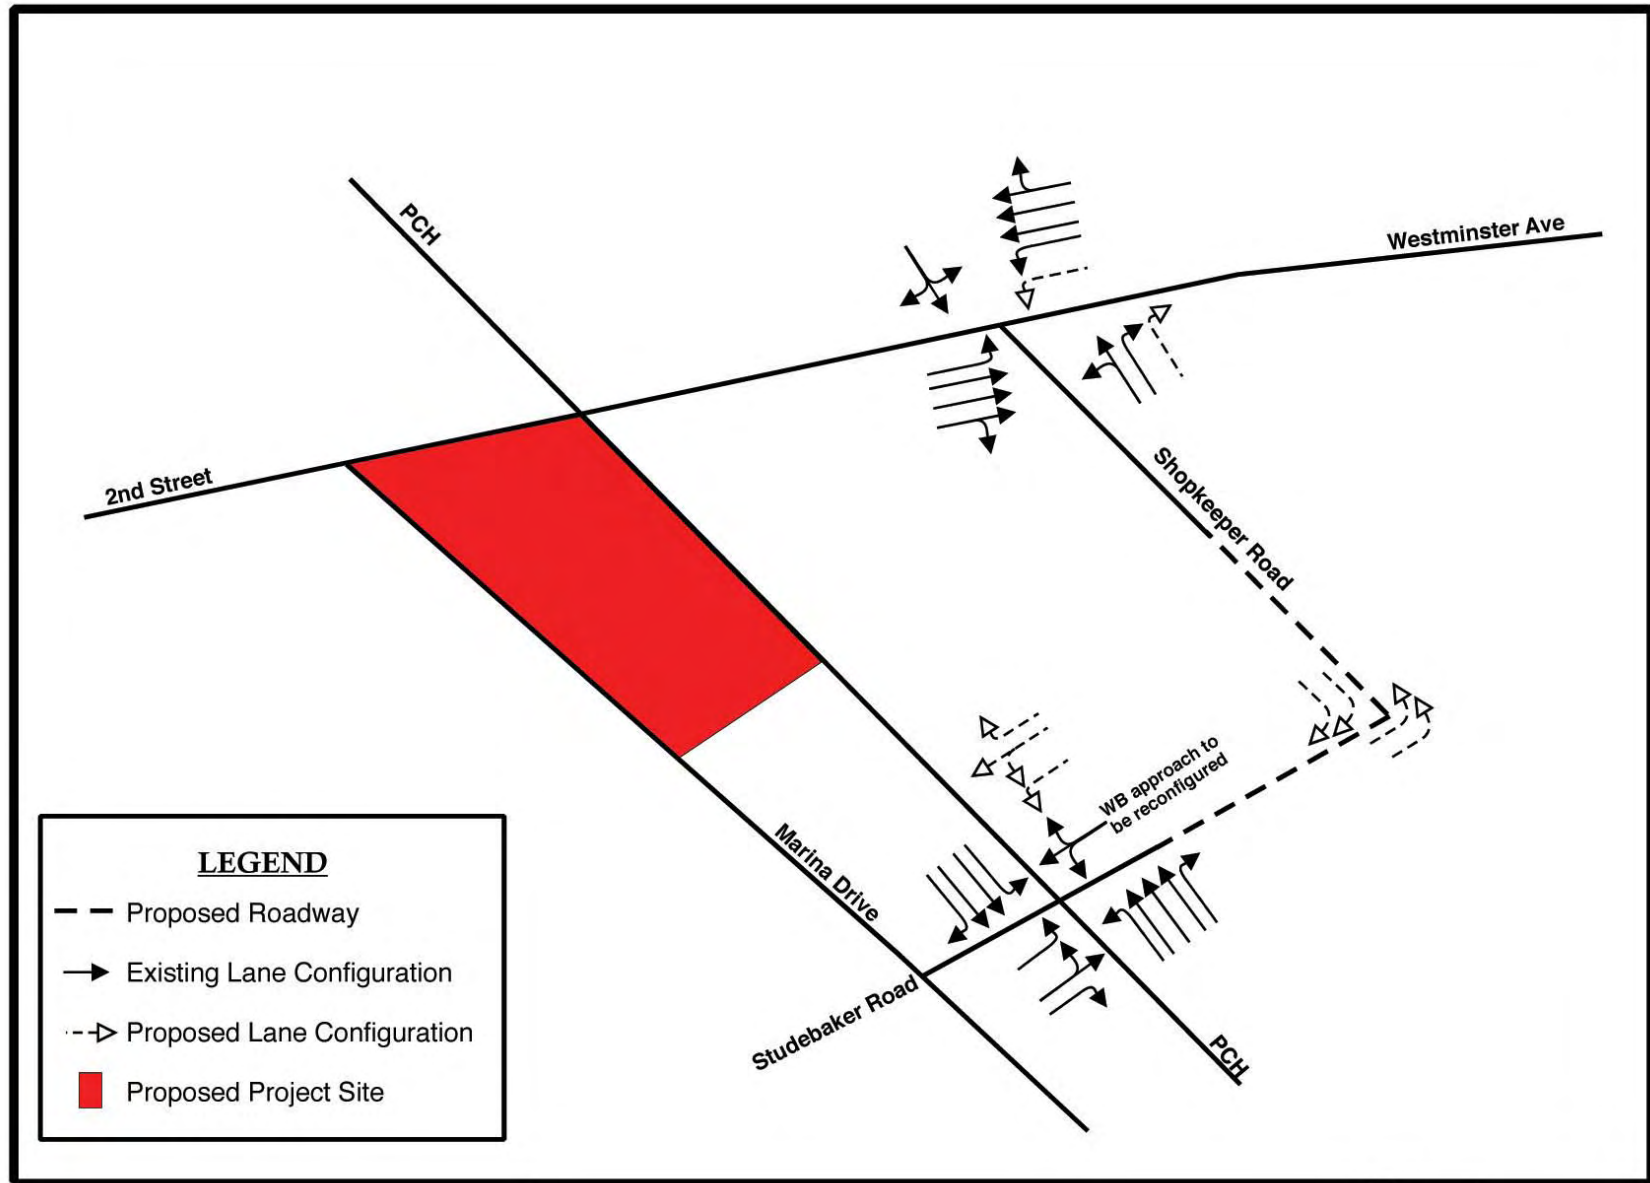 PCH
Westminster Ave
2nd Street
Shopkeeper Road
WB approach to
be reconfigured
Marina Drive
Studebaker Road
PCH
LEGEND
Proposed Roadway
Existing Lane Configuration
Proposed Lane Configuration
Proposed Project Site